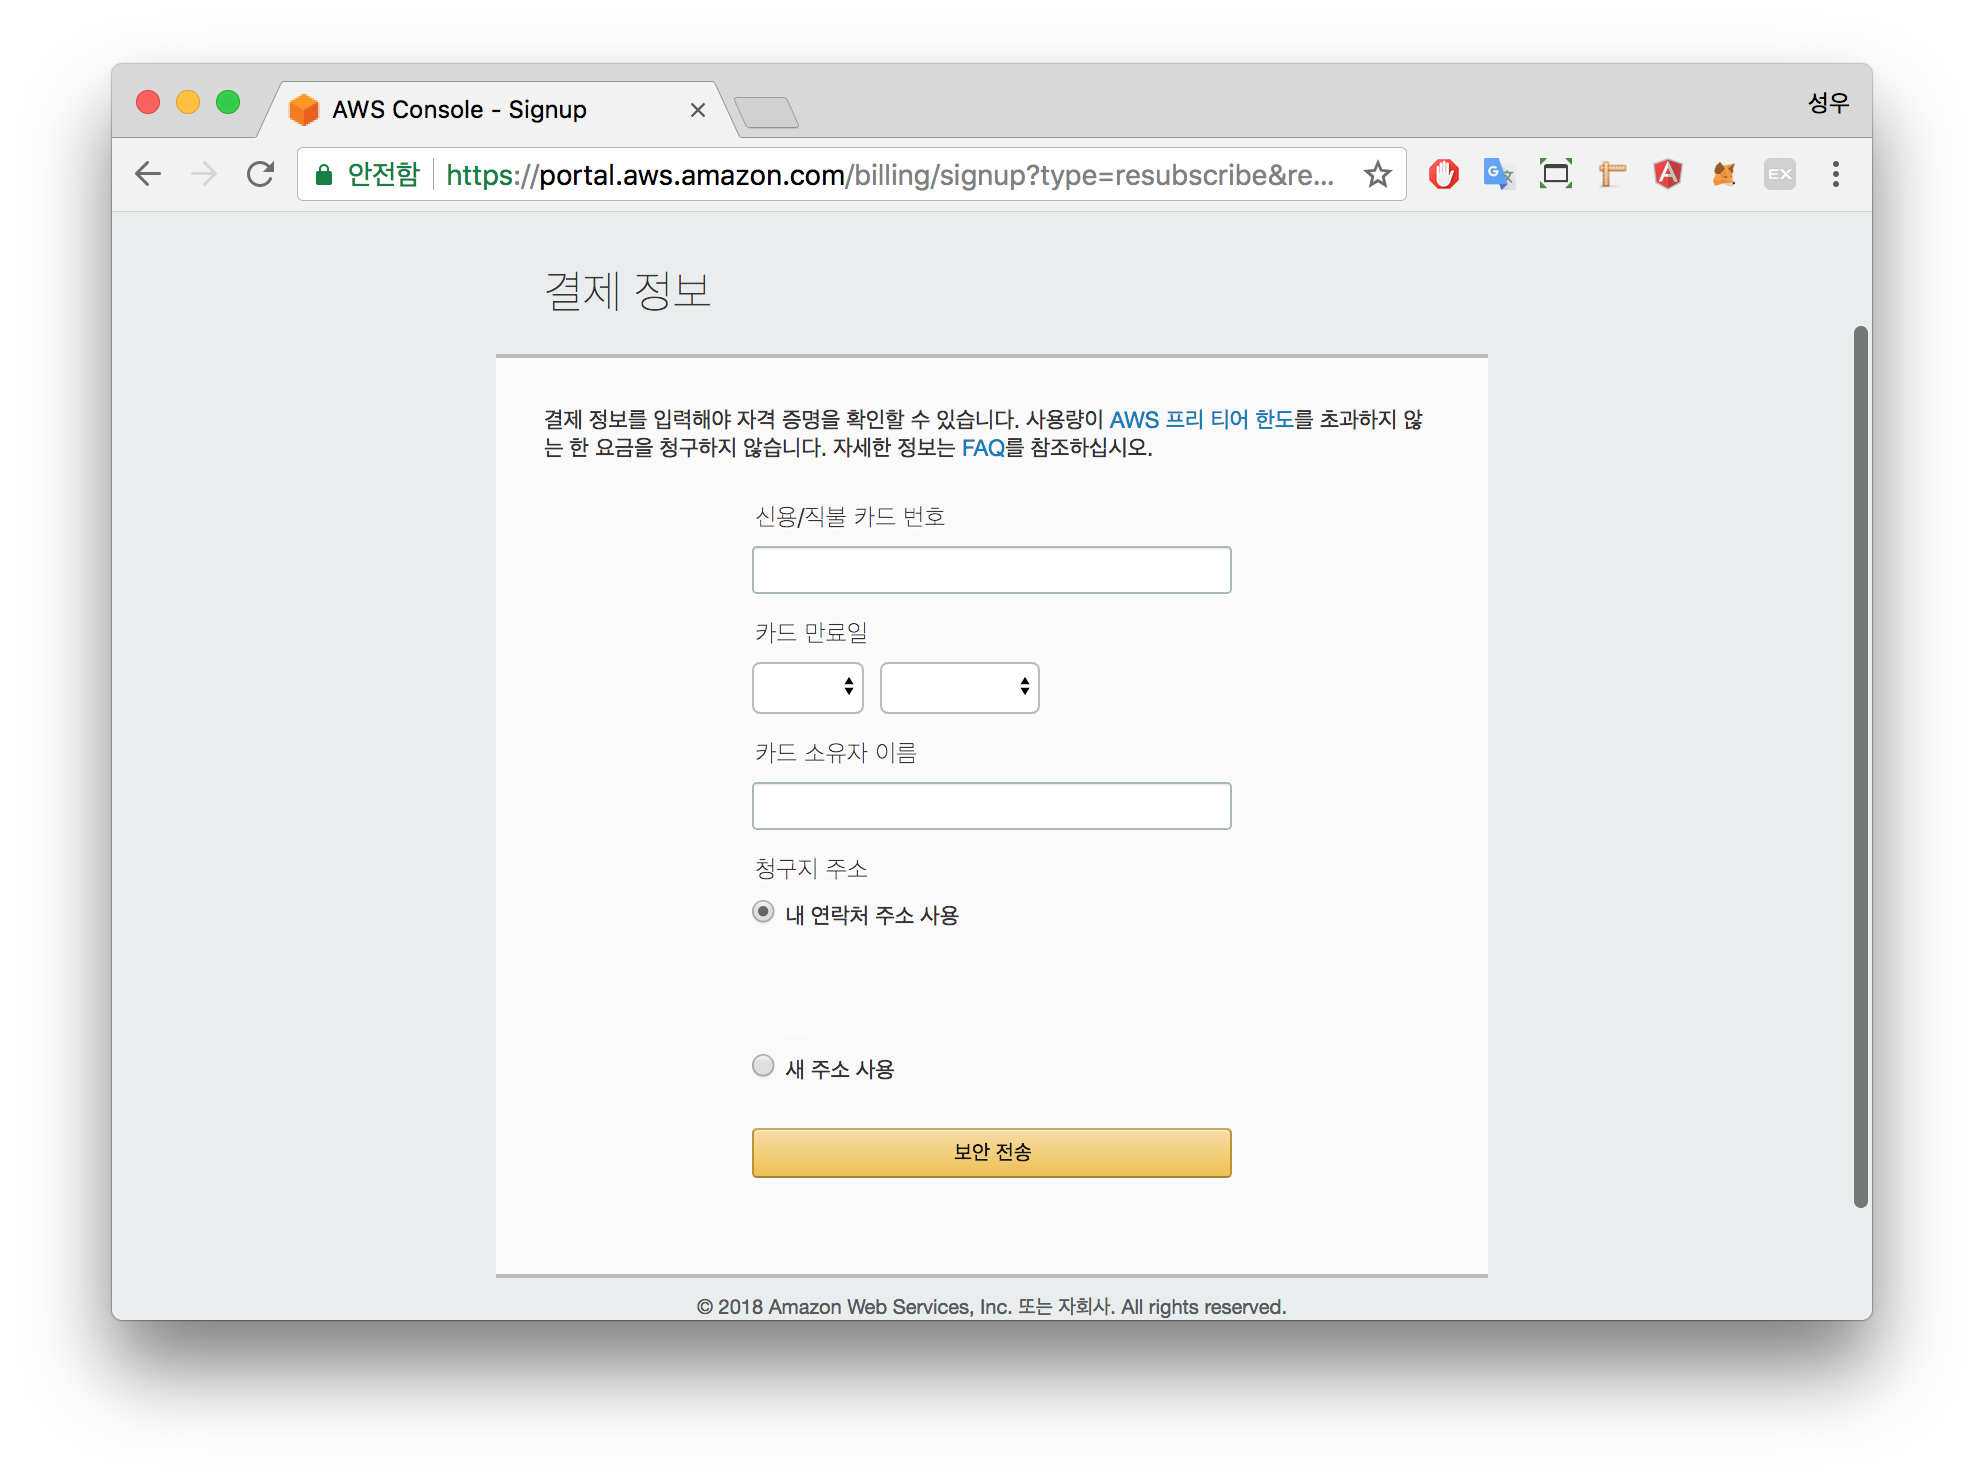 AWS Console - Signup
성우
안전함 https://portal.aws.amazon.com/billing/signup?type=resubscribe&re...
EX
결제 정보
결제 정보를 입력해야 자격 증명을 확인할 수 있습니다. 사용량이 AWS 프리 티어 한도를 초과하지 않
는 한 요금을 청구하지 않습니다. 자세한 정보는 FAQ를 참조하십시오.
신용/직불 카드 번호
카드 만료일
카드 소유자 이름
청구지 주소
내 연락처 주소 사용
새 주소 사용
보안 전송
© 2018 Amazon Web Services, Inc. 또는 자회사. All rights reserved.